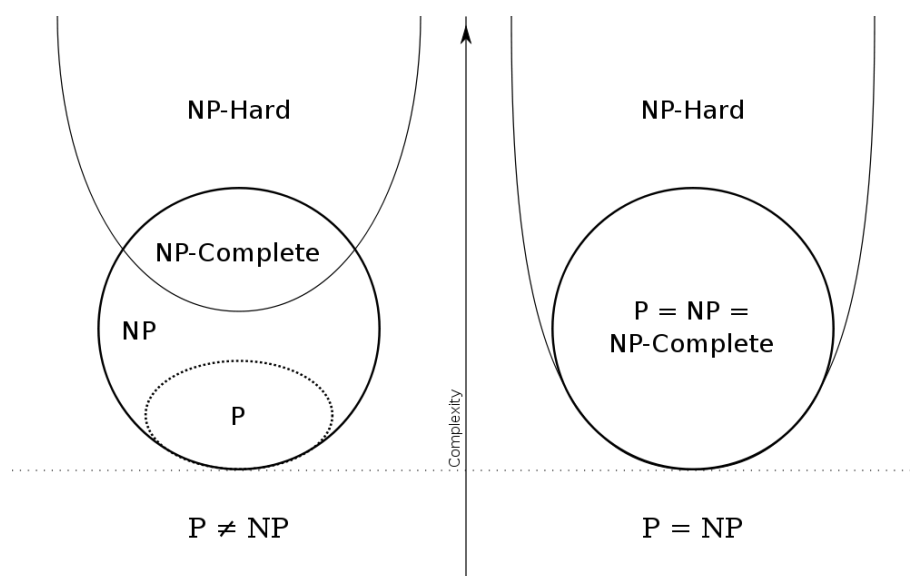 NP-Hard
NP-Complete
NP
P
P ≠ NP
Complexity
NP-Hard
P = NP =
NP-Complete
P = NP